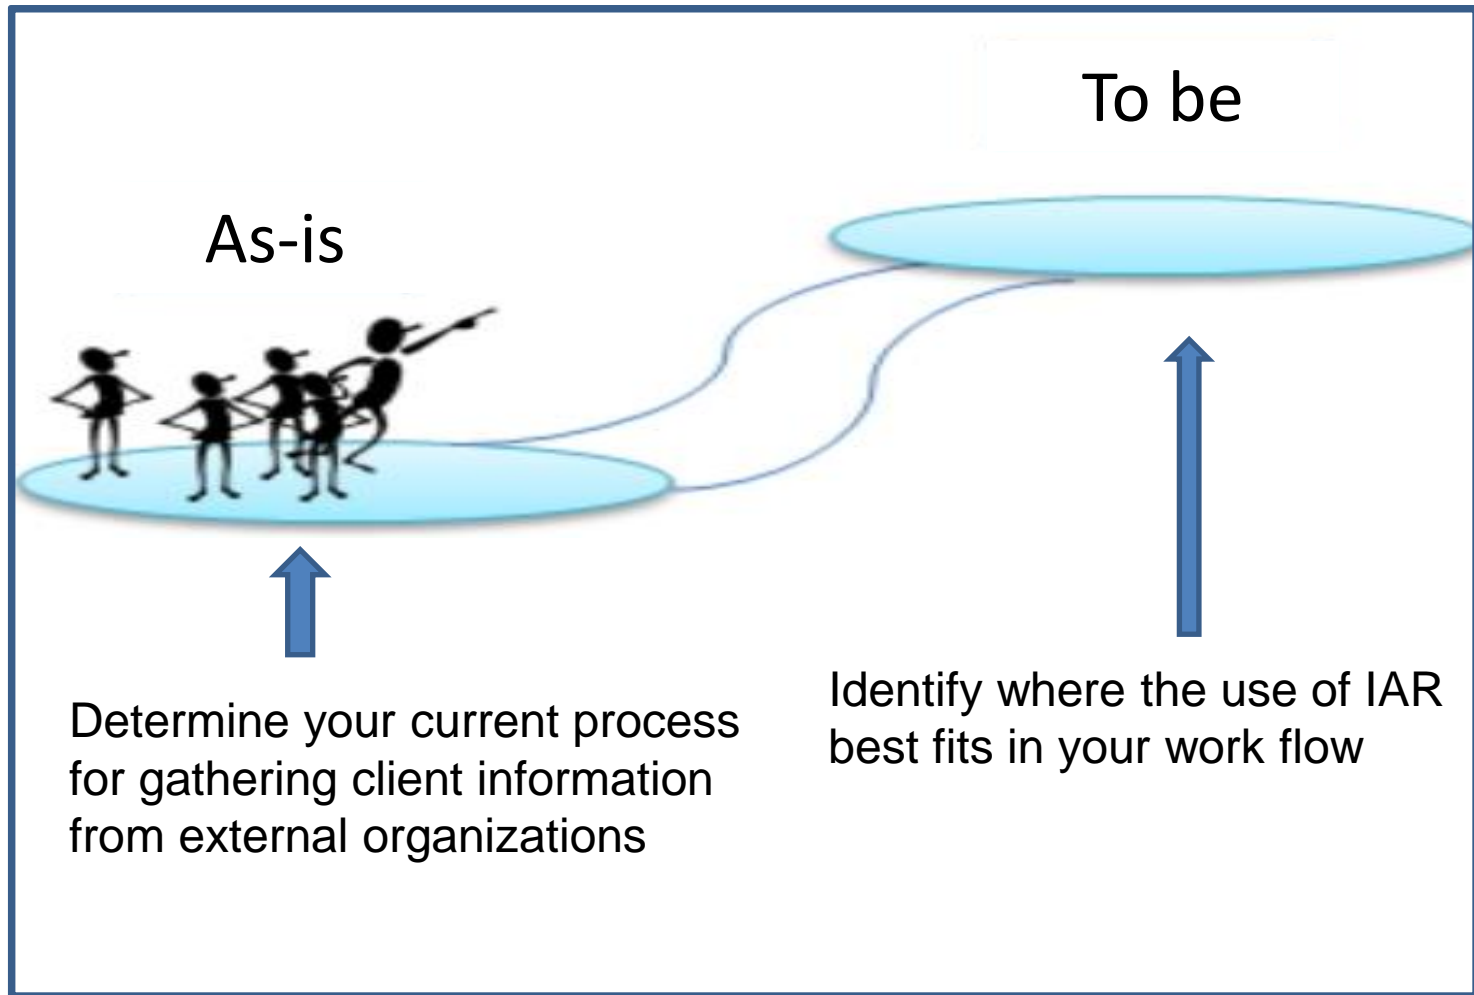 To be
As-is
Determine your current process
for gathering client information
from external organizations
Identify where the use of IAR
best fits in your work flow